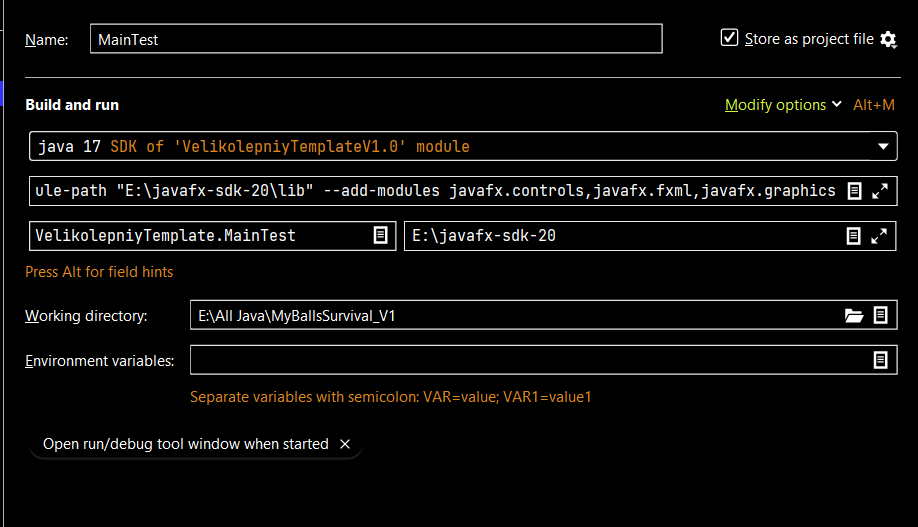 Name: MainTest Store as project file
Build and run Modify options Alt+M
java 17 SDK of 'VelikolepniyTemplateV1.0' module
ule-path "E:\javafx-sdk-20\lib" --add-modules javafx.controls,javafx.fxml,javafx.graphics
VelikolepniyTemplate.MainTest E:\javafx-sdk-20
Press Alt for field hints
Working directory: E:\All Java\MyBallsSurvival_V1
Environment variables:
Separate variables with semicolon: VAR=value; VAR1=value1
Open run/debug tool window when started